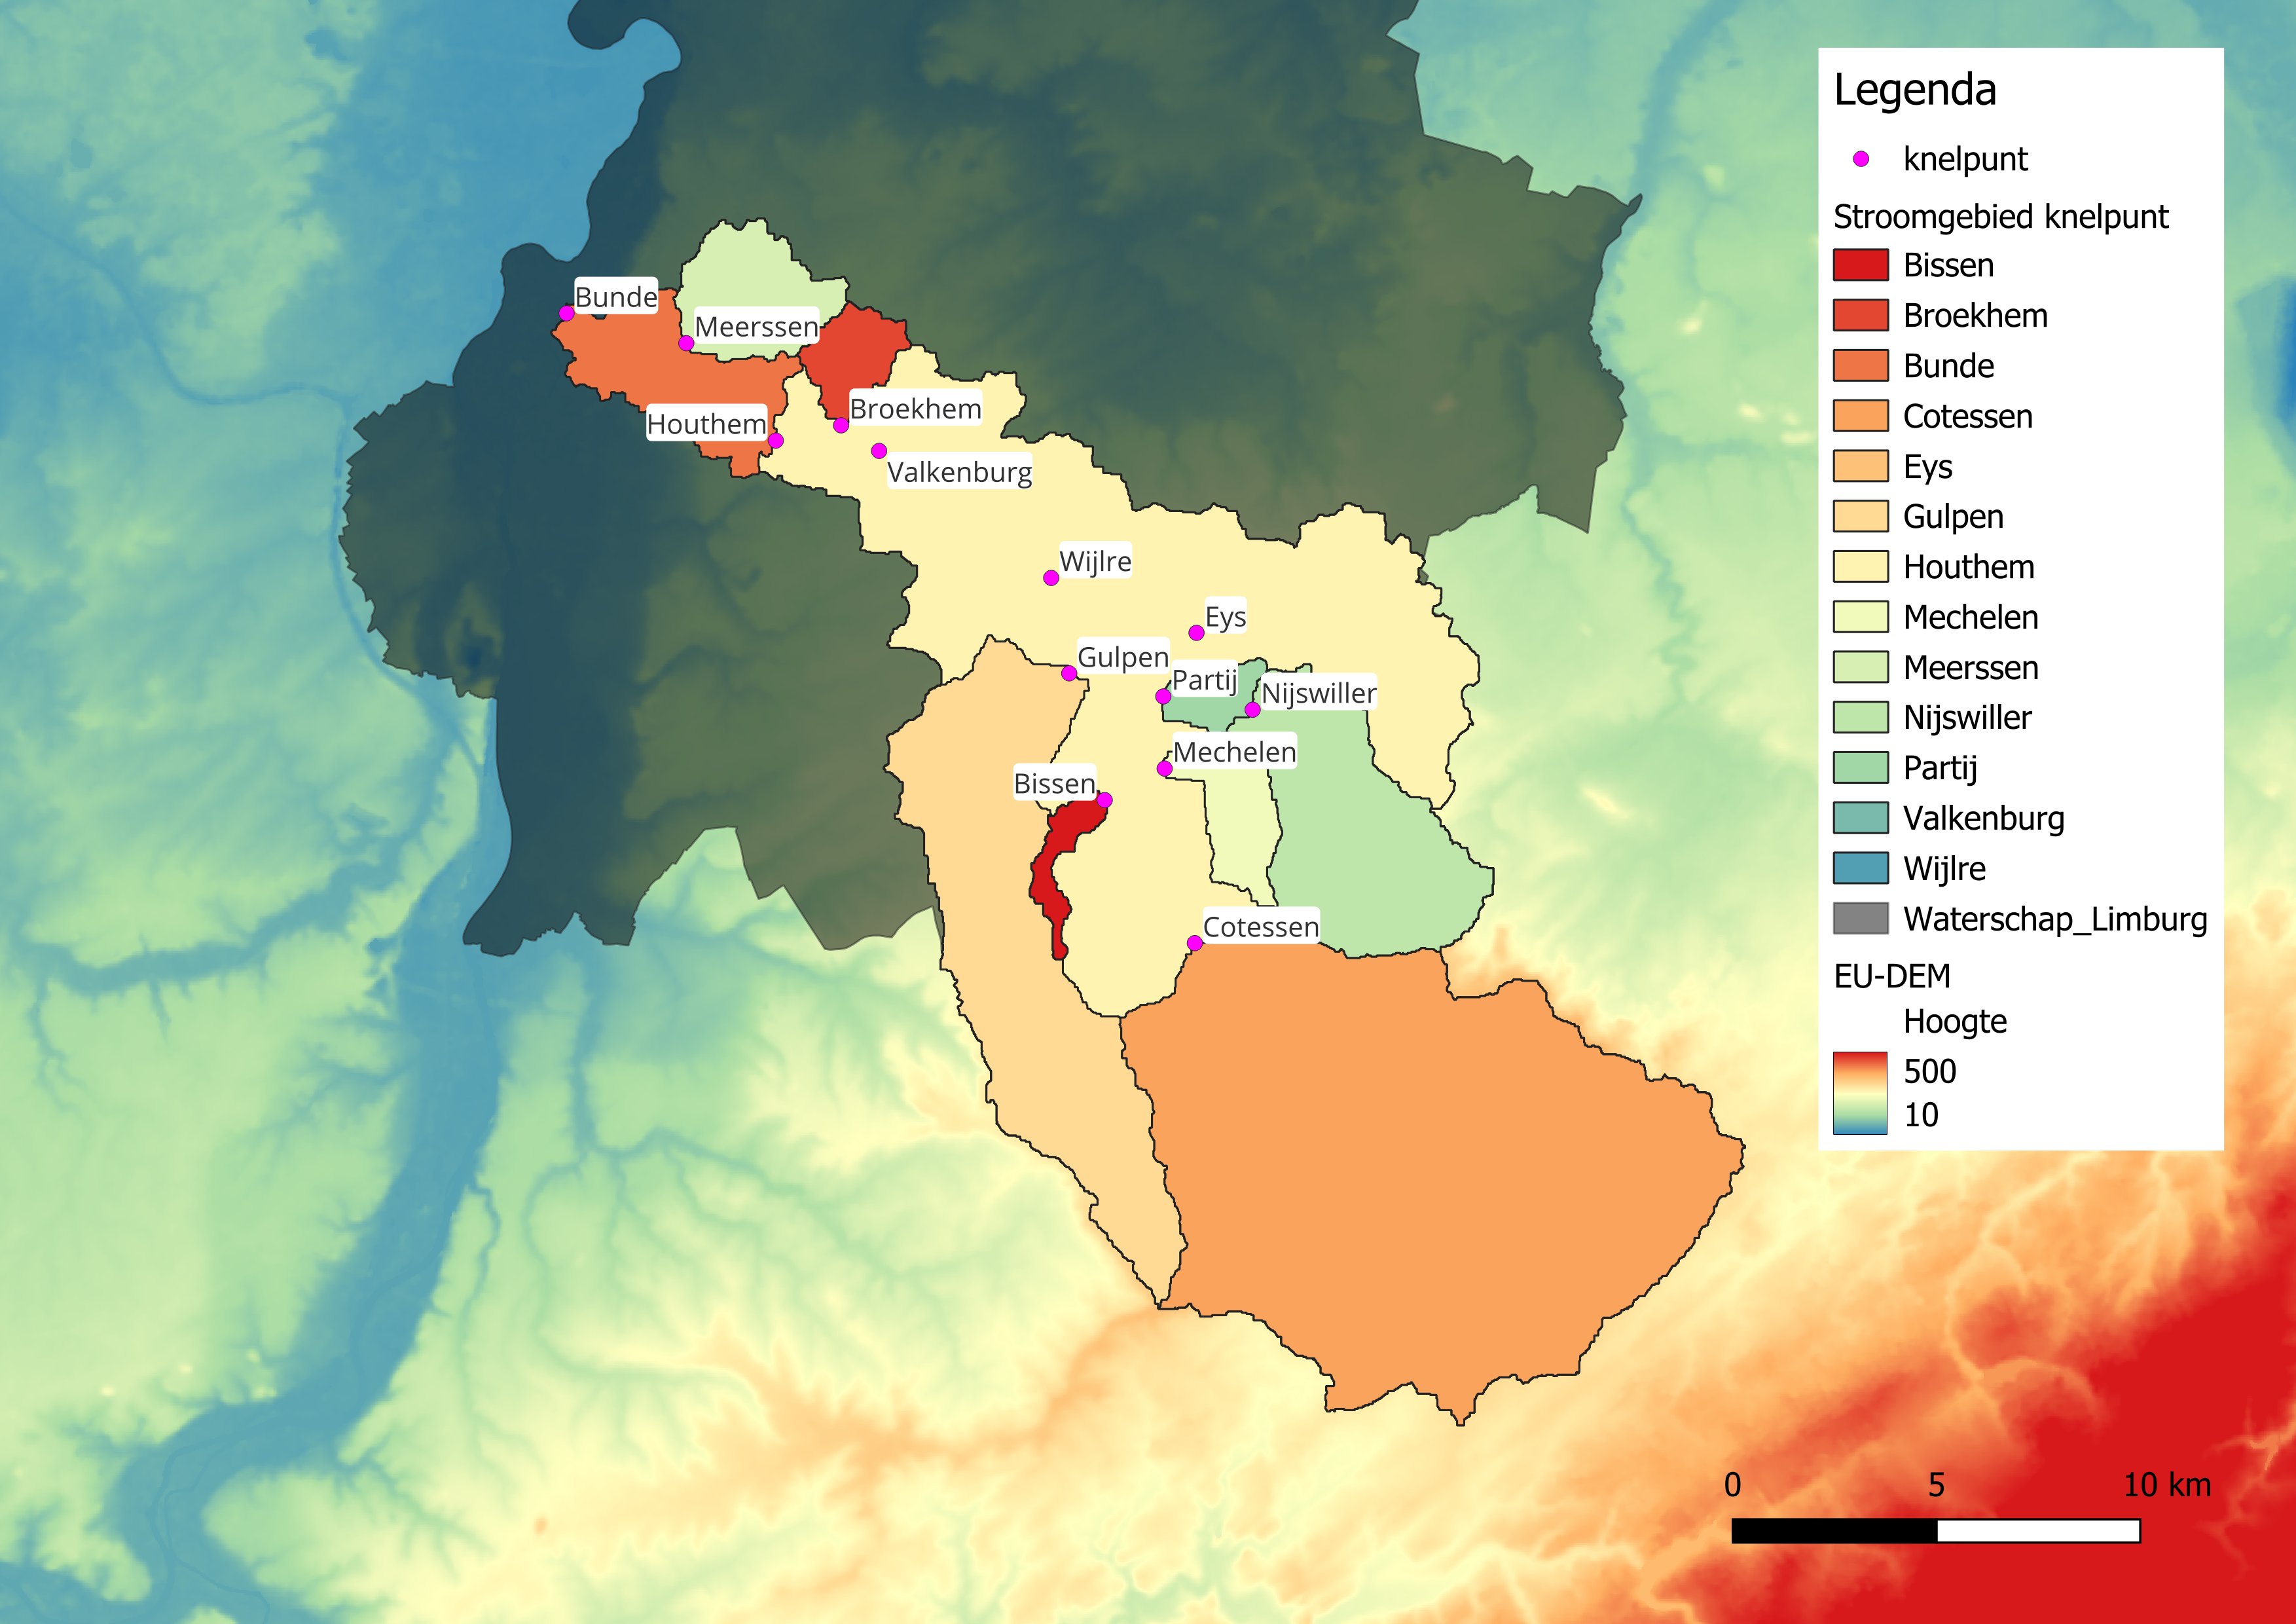 Legenda
knelpunt
Stroomgebied knelpunt
Bissen
Broekhem
Bunde
Cotessen
Eys
Gulpen
Houthem
Mechelen
Meerssen
Nijswiller
Partij
Valkenburg
Wijlre
Waterschap_Limburg
EU-DEM
Hoogte
500
10
Bunde
Meerssen
Broekhem
Houthem
Valkenburg
Wijlre
Eys
Gulpen
Partij
Nijswiller
Mechelen
Bissen
Cotessen
0 5 10 km